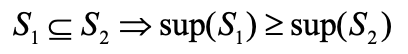 S₁ ⊆ S₂ ⇒ sup(S₁) ≥ sup(S₂)